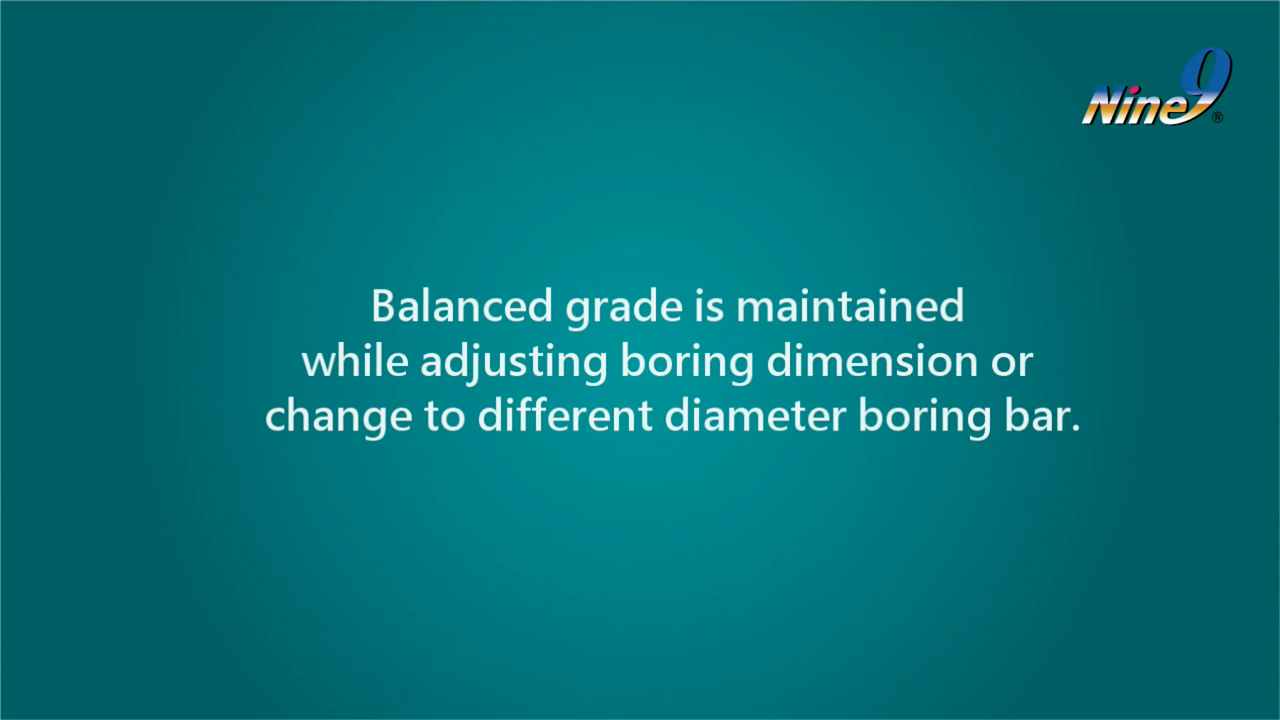 Nine9®
Balanced grade is maintained
while adjusting boring dimension or
change to different diameter boring bar.